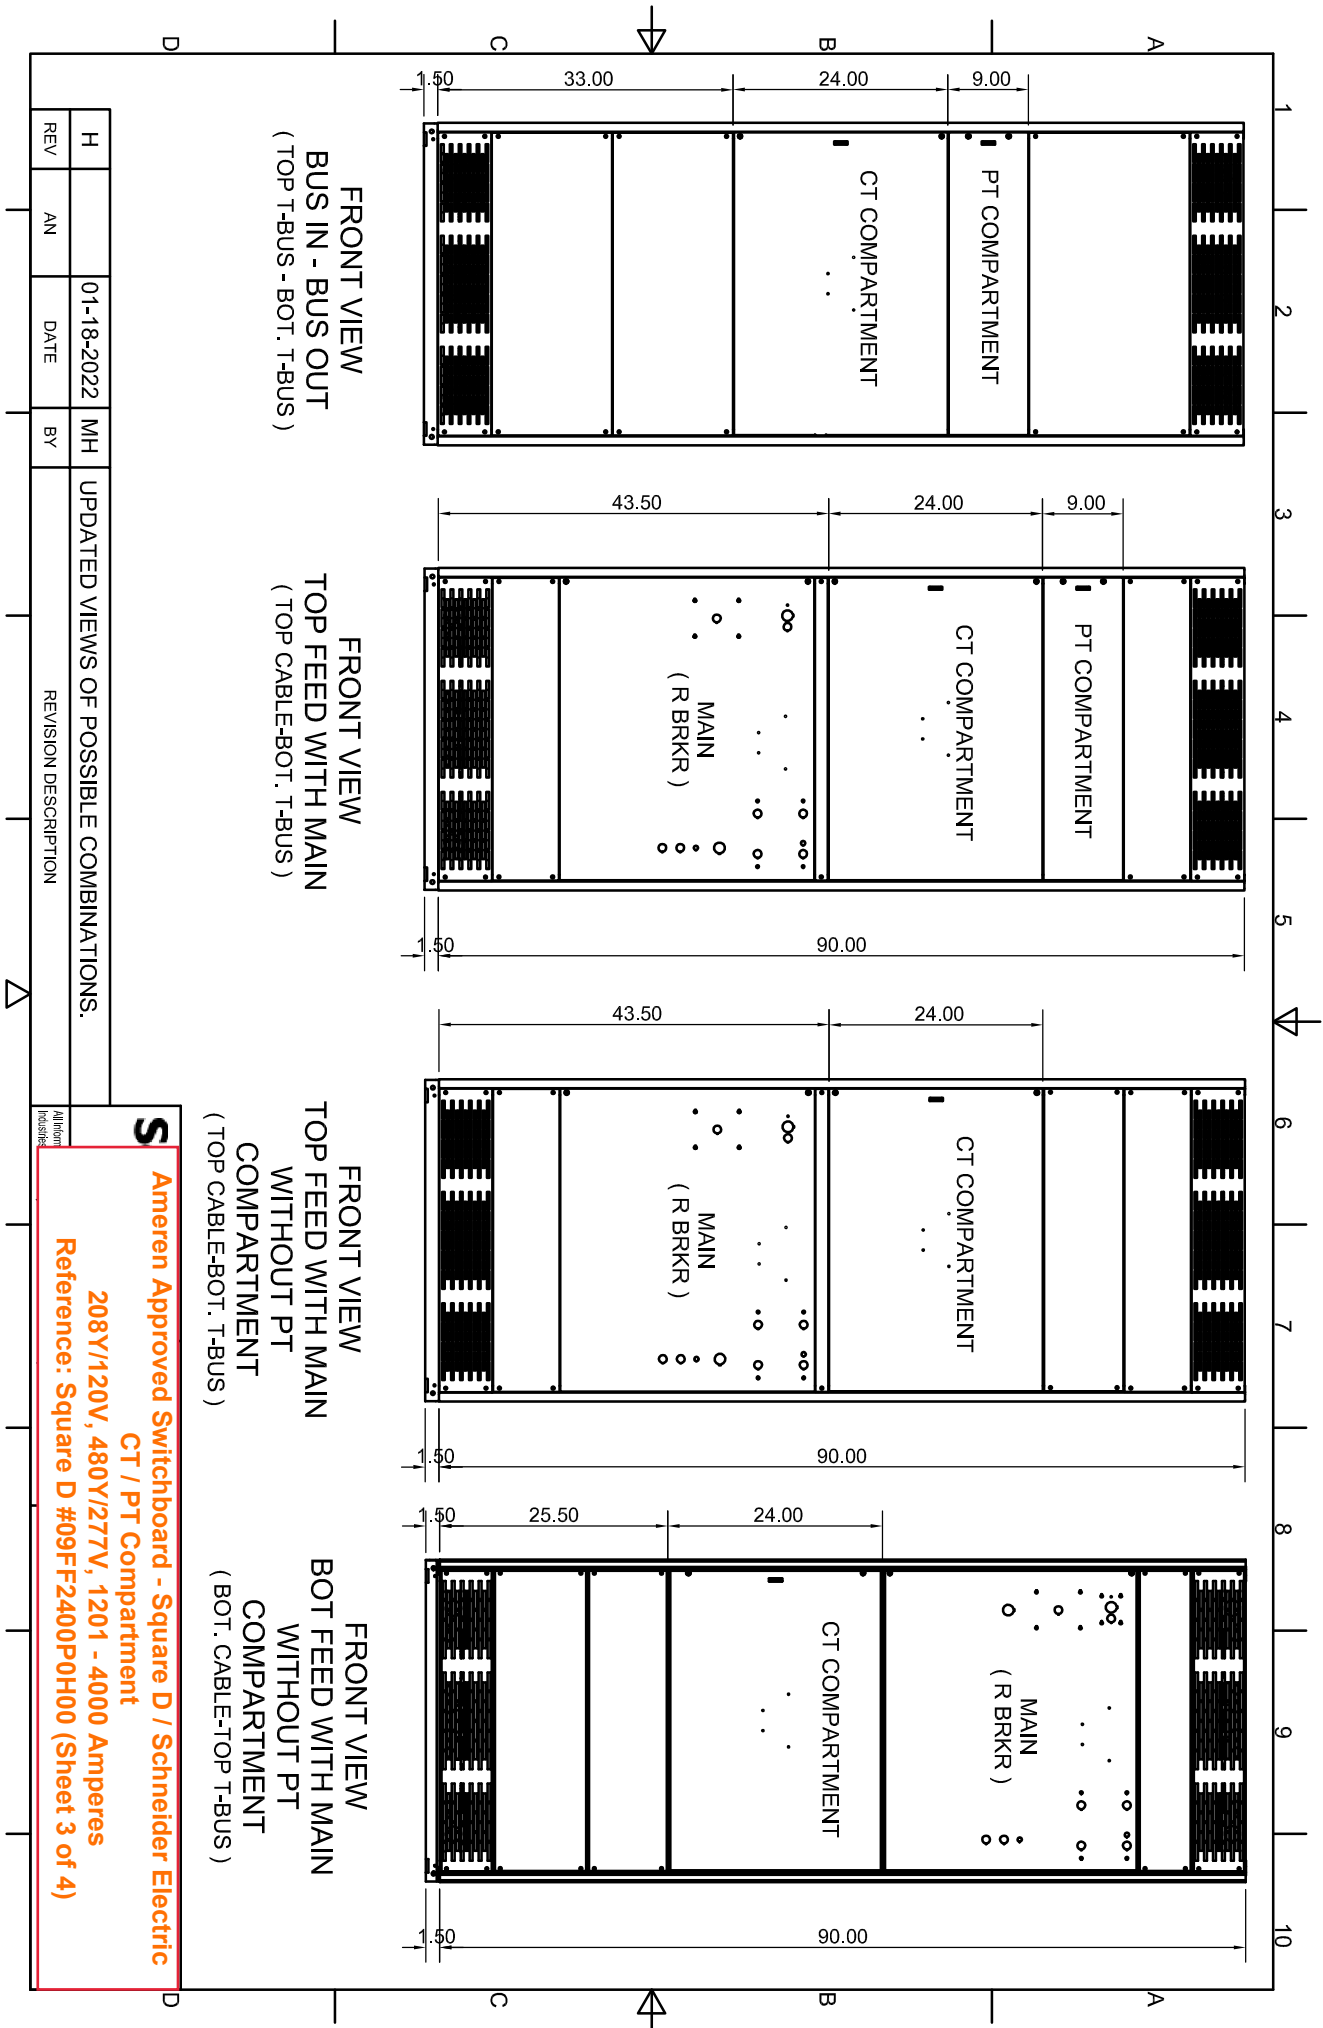 1
2
3
4
5
6
7
8
9
10
A
B
C
D
A
B
C
D
1.50
33.00
24.00
9.00
PT COMPARTMENT
CT COMPARTMENT
FRONT VIEW
BUS IN - BUS OUT
( TOP T-BUS - BOT. T-BUS )
43.50
24.00
9.00
PT COMPARTMENT
CT COMPARTMENT
MAIN
( R BRKR )
1.50
90.00
FRONT VIEW
TOP FEED WITH MAIN
( TOP CABLE-BOT. T-BUS )
43.50
24.00
CT COMPARTMENT
MAIN
( R BRKR )
1.50
90.00
FRONT VIEW
TOP FEED WITH MAIN
WITHOUT PT
COMPARTMENT
( TOP CABLE-BOT. T-BUS )
1.50
25.50
24.00
MAIN
( R BRKR )
CT COMPARTMENT
1.50
90.00
FRONT VIEW
BOT FEED WITH MAIN
WITHOUT PT
COMPARTMENT
( BOT. CABLE-TOP T-BUS )
H 01-18-2022 MH UPDATED VIEWS OF POSSIBLE COMBINATIONS.
REV AN DATE BY REVISION DESCRIPTION
S
All inform
Industries
Ameren Approved Switchboard - Square D / Schneider Electric
CT / PT Compartment
208Y/120V, 480Y/277V, 1201 - 4000 Amperes
Reference: Square D #09FF2400P0H00 (Sheet 3 of 4)